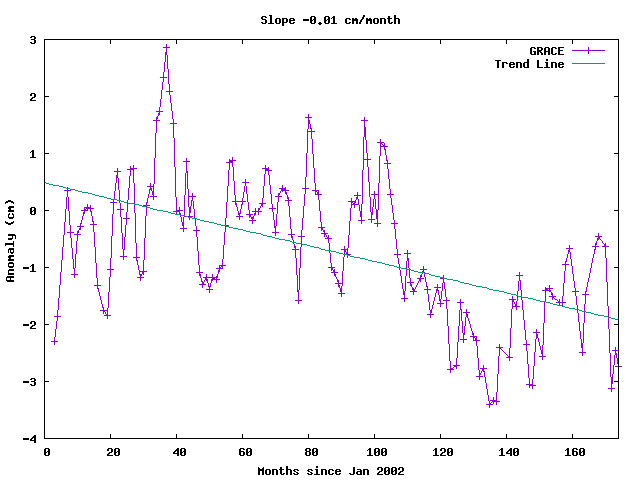 Slope -0.01 cm/month
GRACE
Trend Line
3
2
1
0
-1
-2
-3
-4
Anomaly (cm)
0 20 40 60 80 100 120 140 160
Months since Jan 2002